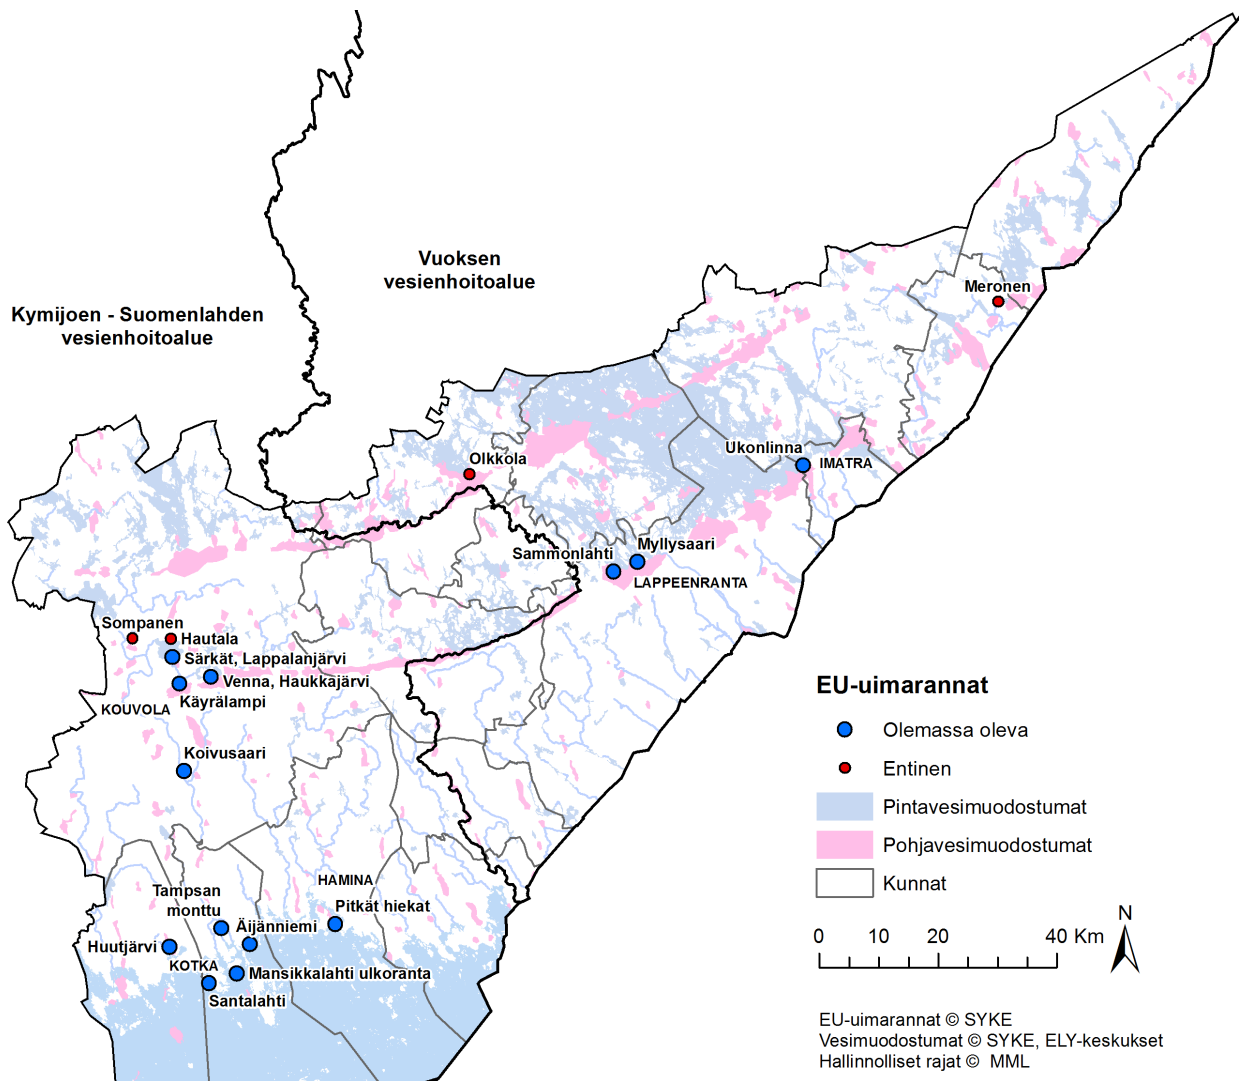 Vuoksen
vesienhoitoalue
Kymijoen - Suomenlahden
vesienhoitoalue
Meronen
Olkkola
Ukonlinna
IMATRA
Sammonlahti
Myllysaari
LAPPEENRANTA
Sompanen
Hautala
Särkät, Lappalanjärvi
Venna, Haukkajärvi
Käyrälampi
KOUVOLA
Koivusaari
HAMINA
Tampsan
monttu
Pitkät hiekat
Äijänniemi
Huutjärvi
KOTKA
Mansikkalahti ulkoranta
Santalahti
EU-uimarannat
Olemassa oleva
Entinen
Pintavesimuodostumat
Pohjavesimuodostumat
Kunnat
N
0 10 20 40 Km
EU-uimarannat © SYKE
Vesimuodostumat © SYKE, ELY-keskukset
Hallinnolliset rajat © MML